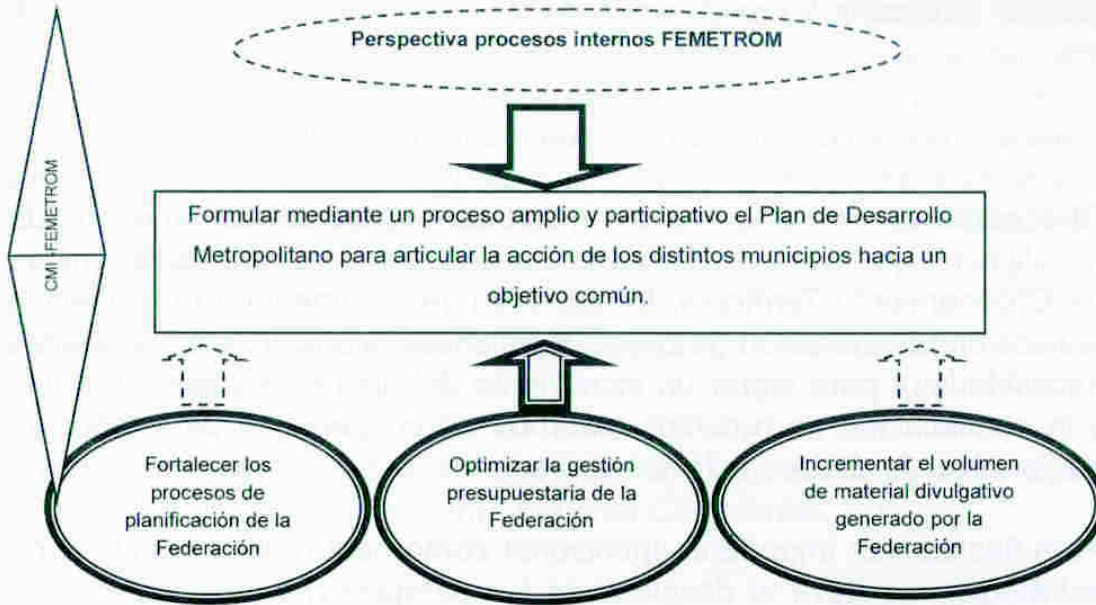 Perspectiva procesos internos FEMETROM
CMI -FEMETROM
Formular mediante un proceso amplio y participativo el Plan de Desarrollo
Metropolitano para articular la acción de los distintos municipios hacia un
objetivo común.
Fortalecer los
procesos de
planificación de la
Federación
Optimizar la gestión
presupuestaria de la
Federación
Incrementar el volumen
de material divulgativo
generado por la
Federación